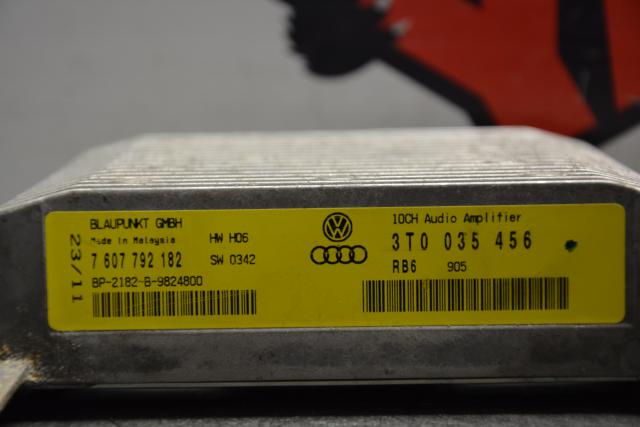 BLAUPUNKT GMBH
Made in Malaysia
7 607 792 182
BP-2182-B-9824800
23/11
HW H06
SW 0342
10CH Audio Amplifier
3T0 035 456
RB6 905